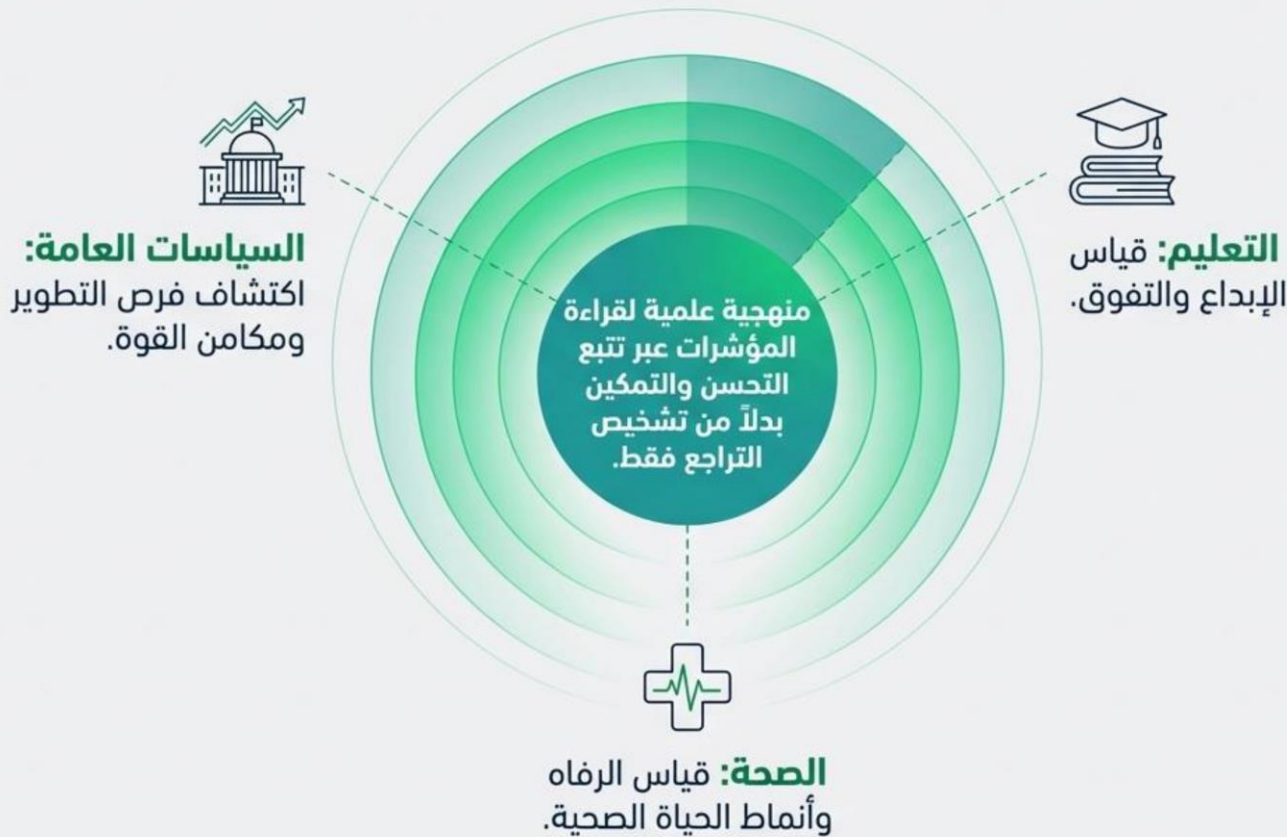 التعليم: قياس
الإبداع والتفوق.
السياسات العامة:
اكتشاف فرص التطوير
ومكامن القوة.
منهجية علمية لقراءة
المؤشرات عبر تتبع
التحسن والتمكين
بدلاً من تشخيص
التراجع فقط.
الصحة: قياس الرفاه
وأنماط الحياة الصحية.